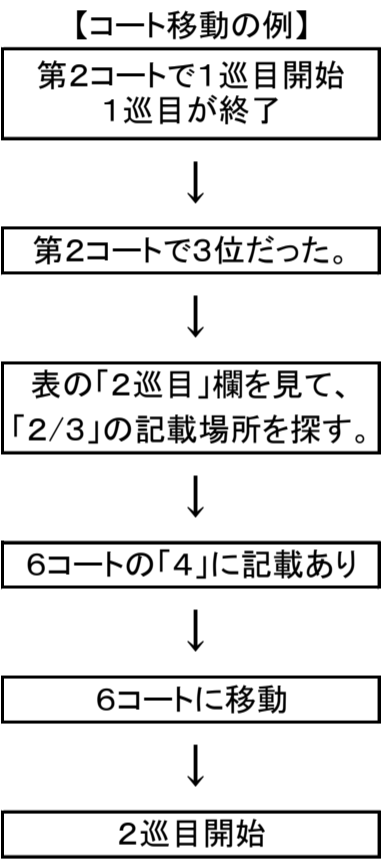 【コート移動の例】
第2コートで1巡目開始
1巡目が終了
↓
第2コートで3位だった。
↓
表の「2巡目」欄を見て、
「2/3」の記載場所を探す。
↓
6コートの「4」に記載あり
↓
6コートに移動
↓
2巡目開始